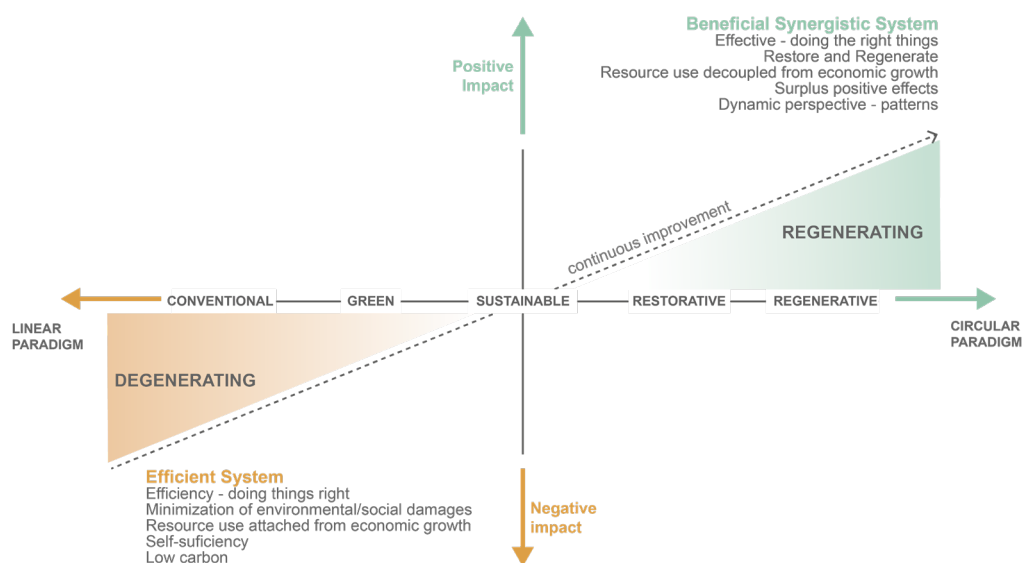 Beneficial Synergistic System
Effective - doing the right things
Restore and Regenerate
Resource use decoupled from economic growth
Surplus positive effects
Dynamic perspective - patterns
Positive
Impact
continuous improvement
REGENERATING
CONVENTIONAL
GREEN
SUSTAINABLE
RESTORATIVE
REGENERATIVE
LINEAR
PARADIGM
CIRCULAR
PARADIGM
DEGENERATING
Efficient System
Efficiency - doing things right
Minimization of environmental/social damages
Resource use attached from economic growth
Self-suficiency
Low carbon
Negative
impact